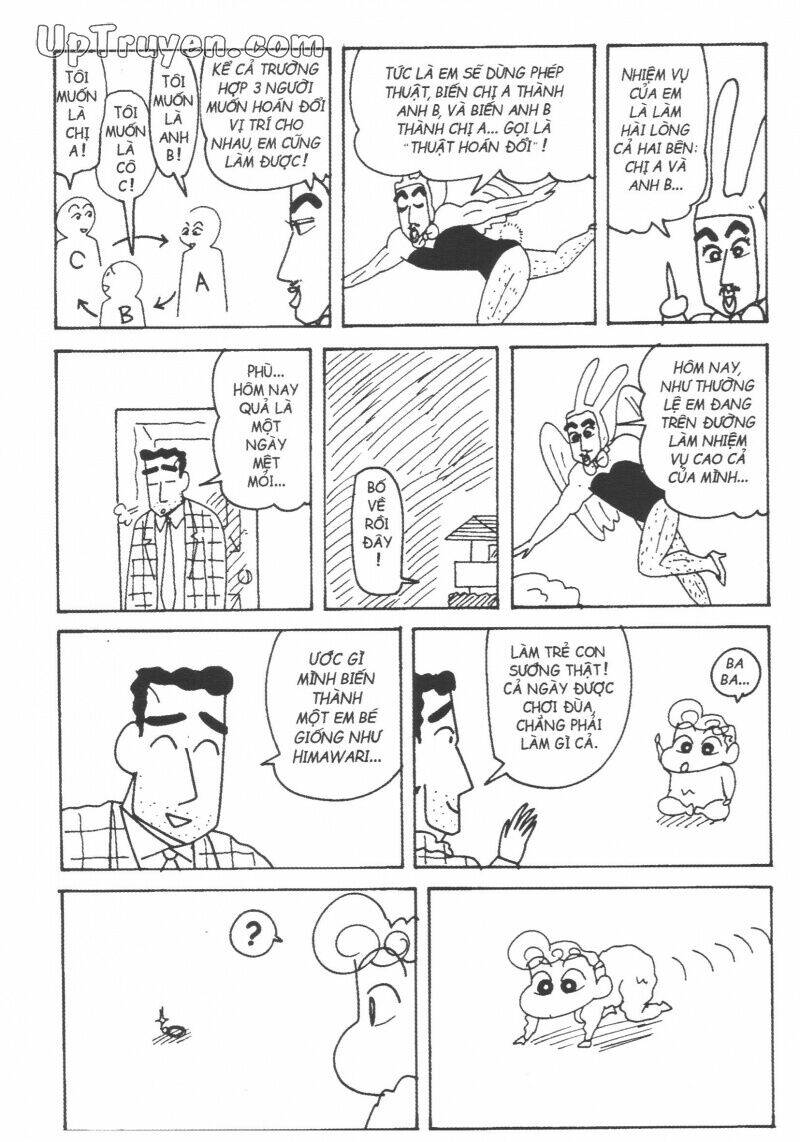 UpTruyen.com
NHIỆM VỤ
CỦA EM
LÀ LÀM
HÀI LÒNG
CẢ HAI BÊN:
CHỊ A VÀ
ANH B...
TỨC LÀ EM SẼ DÙNG PHÉP
THUẬT, BIẾN CHỊ A THÀNH
ANH B, VÀ BIẾN ANH B
THÀNH CHỊ A... GỌI LÀ
"THUẬT HOÁN ĐỔI"!
KỂ CẢ TRƯỜNG
HỢP 3 NGƯỜI
MUỐN HOÁN ĐỔI
VỊ TRÍ CHO
NHAU, EM CŨNG
LÀM ĐƯỢC!
TÔI
MUỐN
LÀ
ANH
B!
TÔI
MUỐN
LÀ CÔ
C!
TÔI
MUỐN
LÀ
CHỊ
A!
A
B
C
HÔM NAY,
NHƯ THƯỜNG
LỆ EM ĐANG
TRÊN ĐƯỜNG
LÀM NHIỆM
VỤ CAO CẢ
CỦA MÌNH...
BỐ
VỀ
RỒI
ĐÂY!
PHÙ...
HÔM NAY
QUẢ LÀ
MỘT
NGÀY
MỆT
MỎI...
BA
BA...
LÀM TRẺ CON
SƯỚNG THẬT!
CẢ NGÀY ĐƯỢC
CHƠI ĐÙA,
CHẲNG PHẢI
LÀM GÌ CẢ.
ƯỚC GÌ
MÌNH BIẾN
THÀNH
MỘT EM BÉ
GIỐNG NHƯ
HIMAWARI...
?